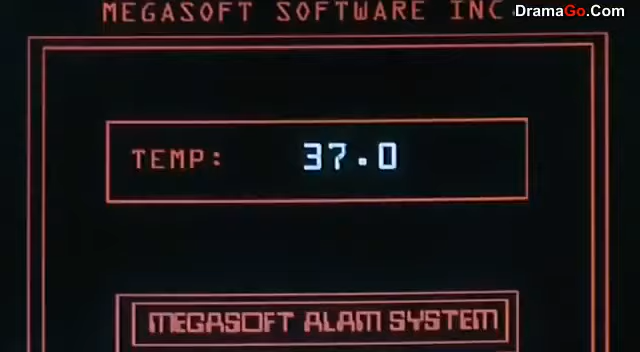 MEGASOFT SOFTWARE INC.
DramaGo.Com
TEMP: 37.0
MEGASOFT ALAM SYSTEM